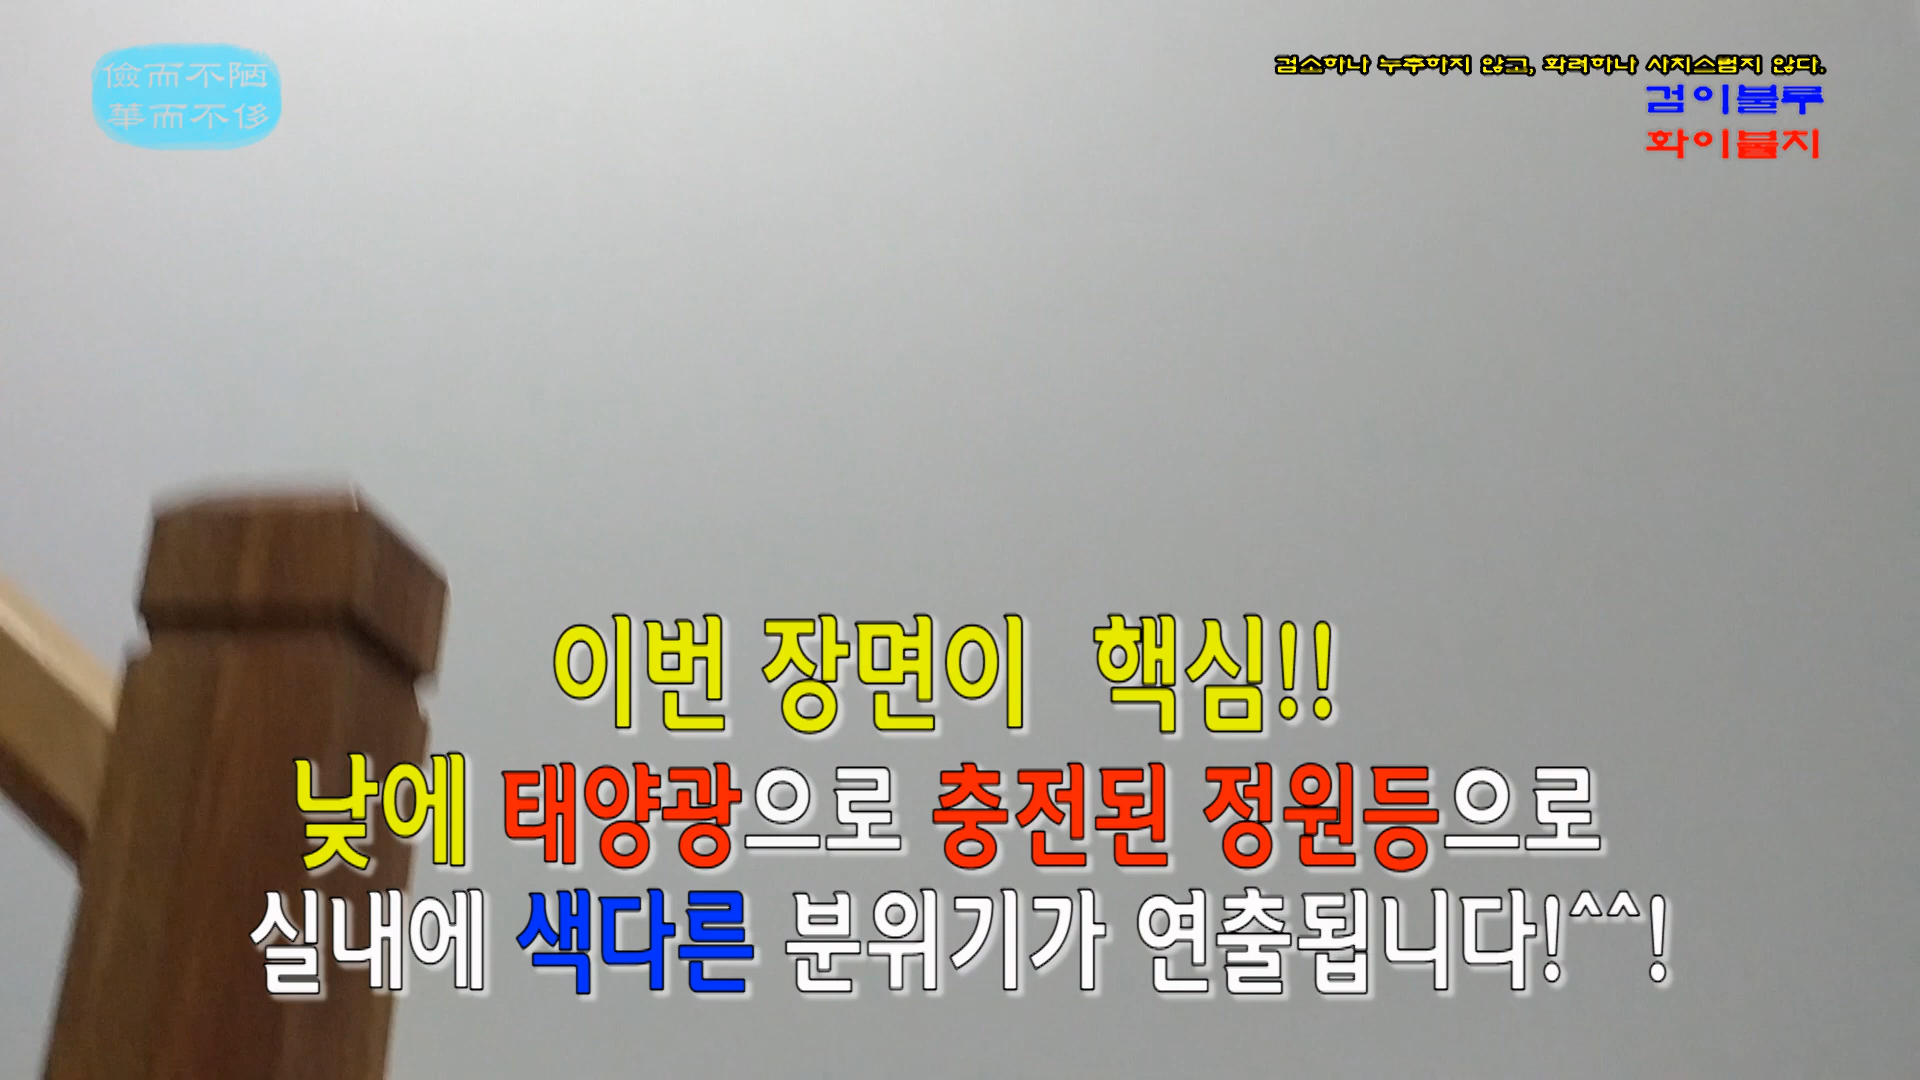 儉而不陋
華而不侈
검소하나 누추하지 않고, 화려하나 사치스럽지 않다.
검이불루
화이불치
이번 장면이 핵심!!
낮에 태양광으로 충전된 정원등으로
실내에 색다른 분위기가 연출됩니다!^^!